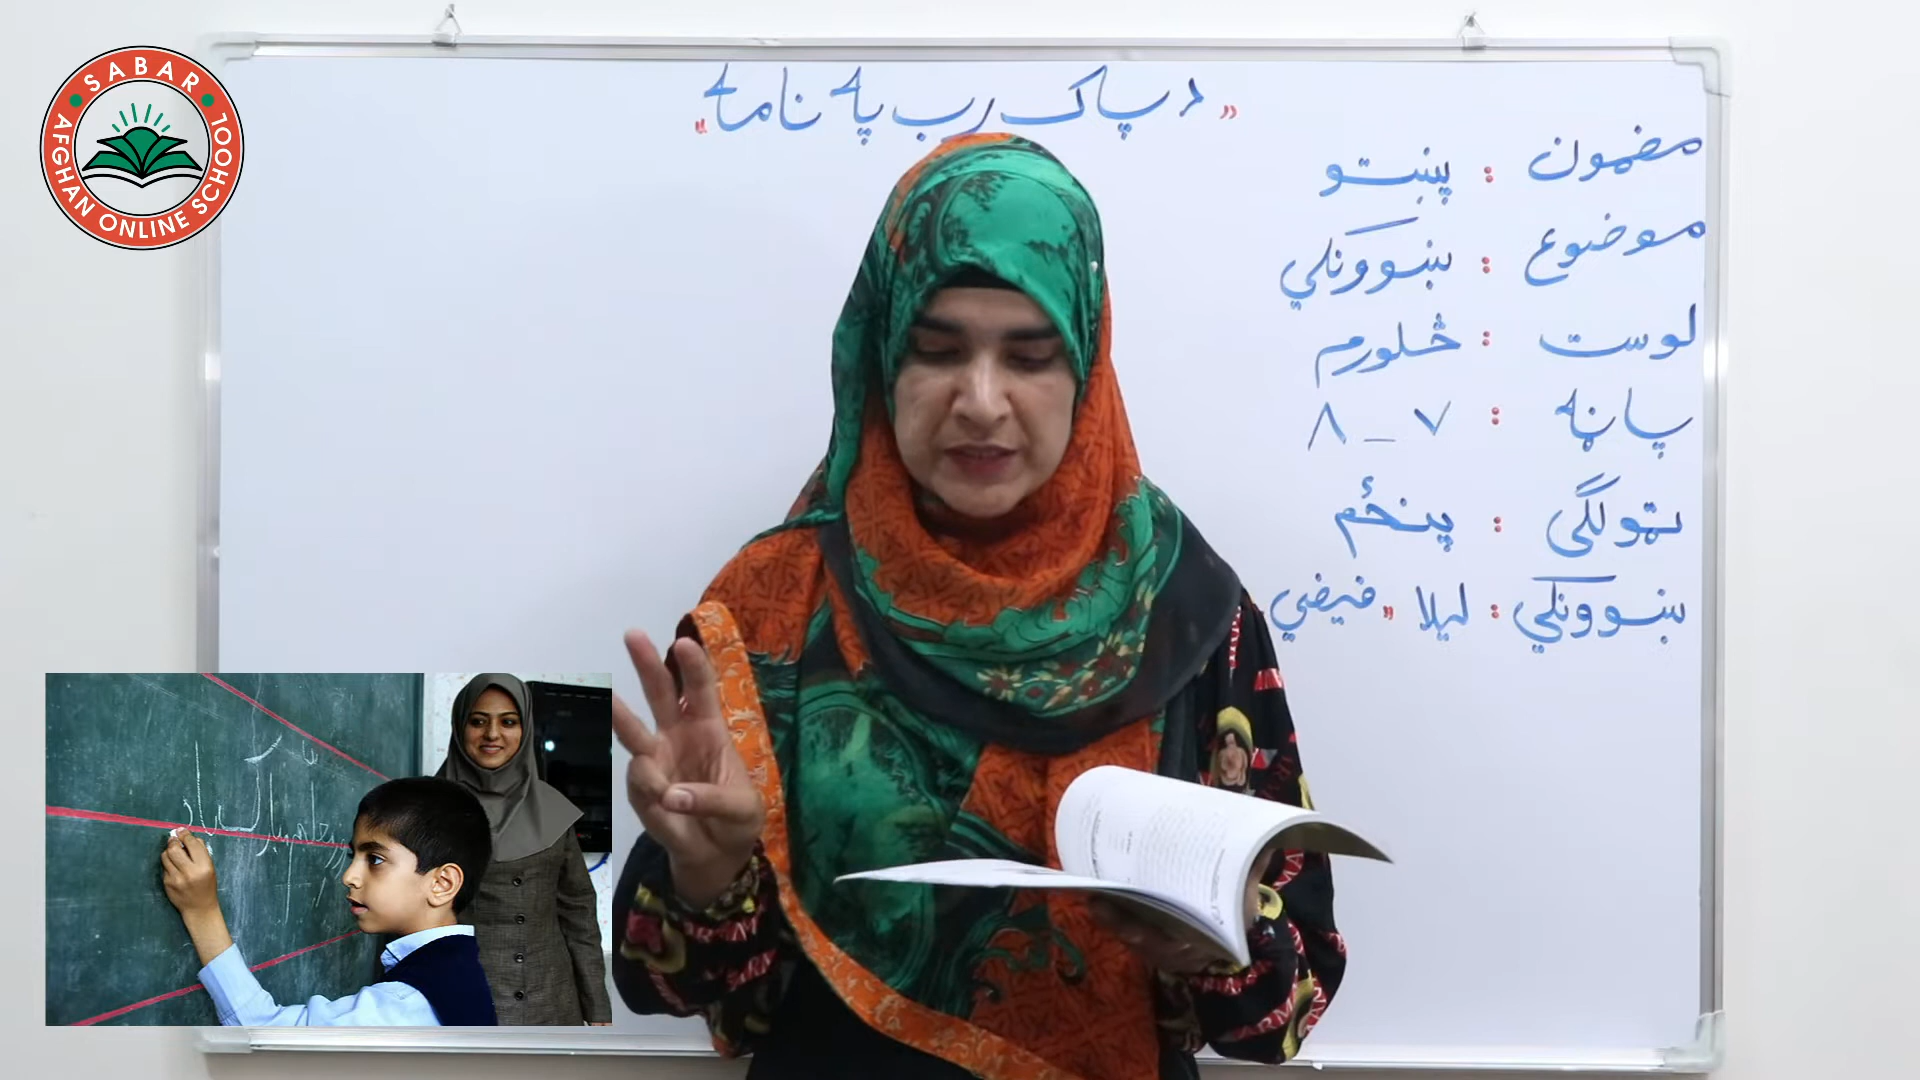 SABAR
AFGHAN ONLINE SCHOOL
"د پاک رب په نامه"
مضمون : پښتو
موضوع : ښوونکي
لوست : څلورم
پاڼه : ۷ - ۸
ټولګی : پنځم
ښوونکي : لیلا "فیضي"